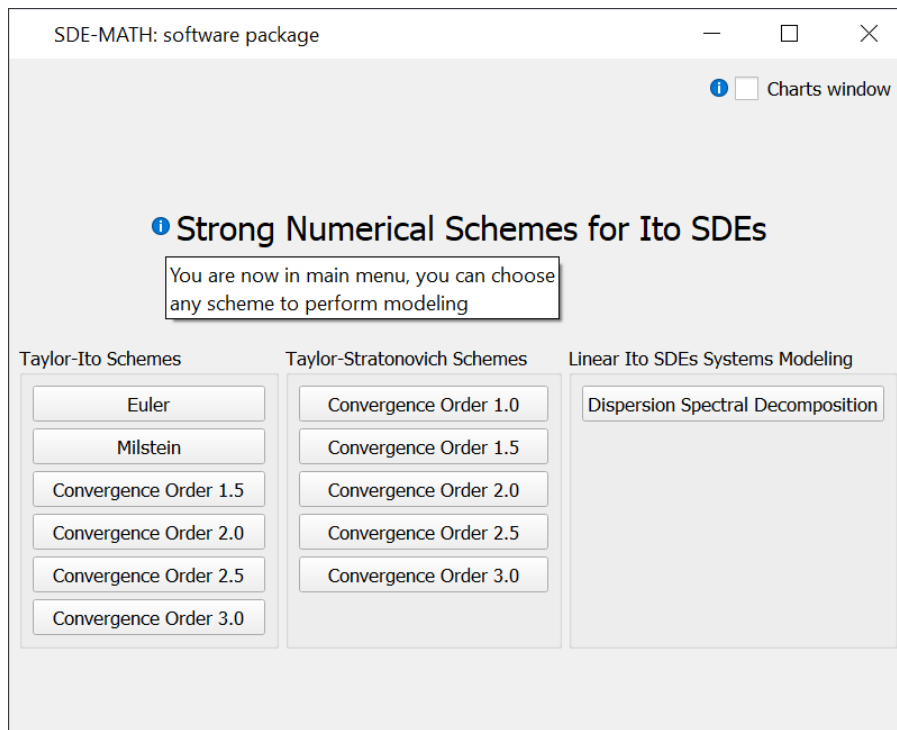 SDE-MATH: software package
Charts window
Strong Numerical Schemes for Ito SDEs
You are now in main menu, you can choose
any scheme to perform modeling
Taylor-Ito Schemes
Euler
Milstein
Convergence Order 1.5
Convergence Order 2.0
Convergence Order 2.5
Convergence Order 3.0
Taylor-Stratonovich Schemes
Convergence Order 1.0
Convergence Order 1.5
Convergence Order 2.0
Convergence Order 2.5
Convergence Order 3.0
Linear Ito SDEs Systems Modeling
Dispersion Spectral Decomposition